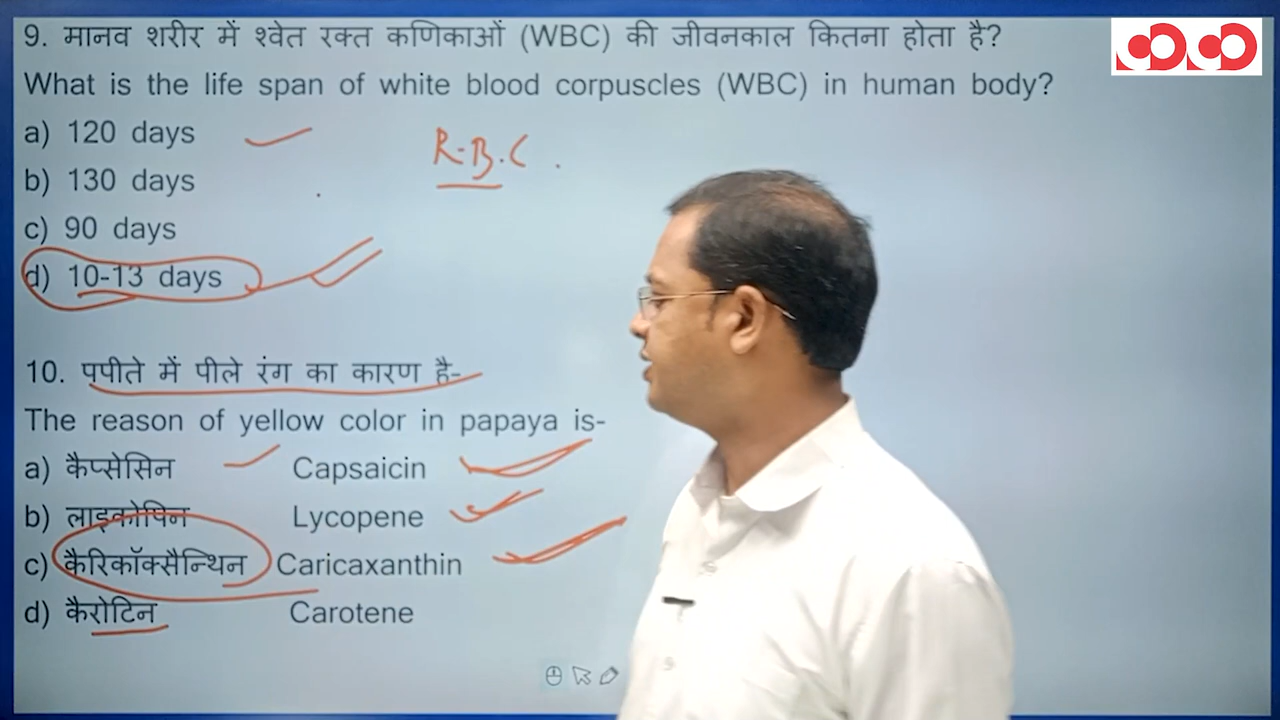 9. मानव शरीर में श्वेत रक्त कणिकाओं (WBC) की जीवनकाल कितना होता है?
What is the life span of white blood corpuscles (WBC) in human body?
a) 120 days
R.B.C
b) 130 days
c) 90 days
d) 10-13 days
10. पपीते में पीले रंग का कारण है-
The reason of yellow color in papaya is-
a) कैप्सेसिन Capsaicin
b) लाइकोपिन Lycopene
c) कैरिकॉक्सैन्थिन Caricaxanthin
d) कैरोटिन Carotene